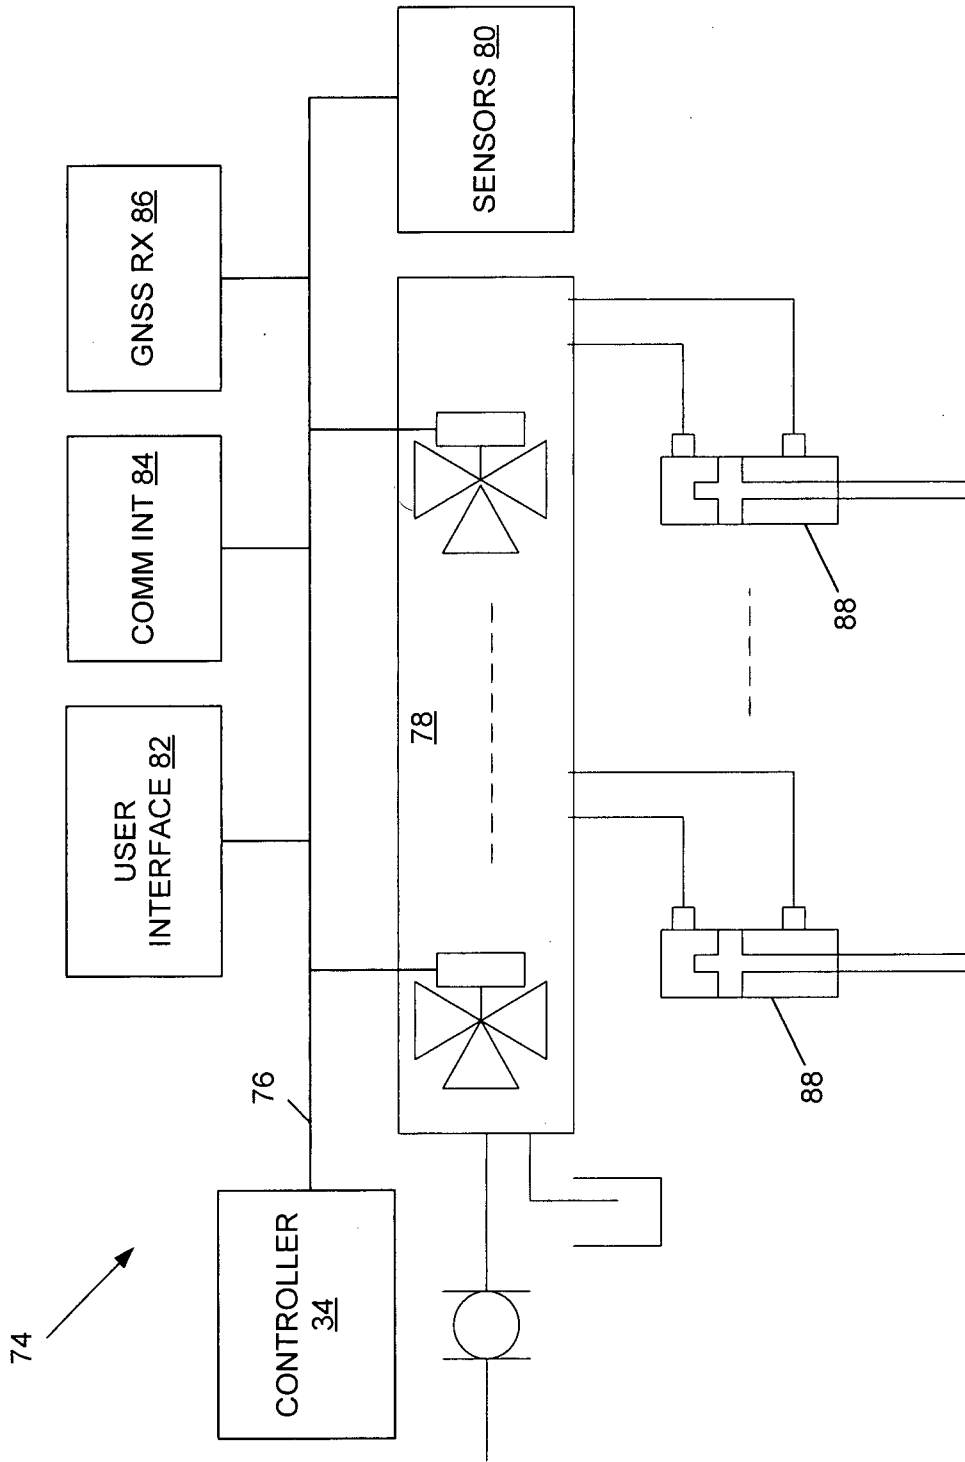 74
CONTROLLER
34
76
USER
INTERFACE 82
COMM INT 84
GNSS RX 86
SENSORS 80
78
88
88